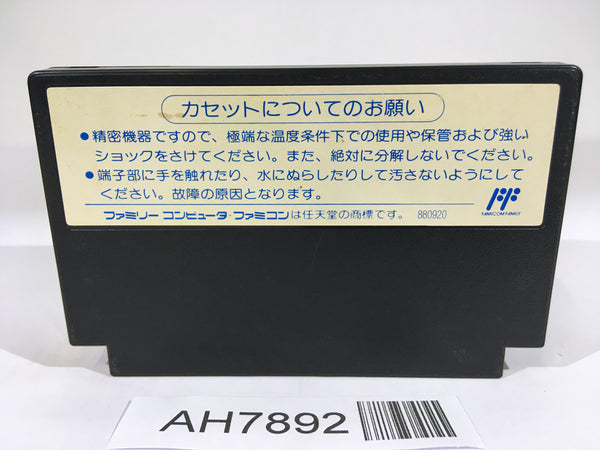 カセットについてのお願い
●精密機器ですので、極端な温度条件下での使用や保管および強い
ショックをさけてください。また、絶対に分解しないでください。
●端子部に手を触れたり、水にぬらしたりして汚さないようにして
ください。故障の原因となります。
ファミリー コンピュータ・ファミコンは任天堂の商標です。 880920
FF
FAMICOM FAMILY
AH7892